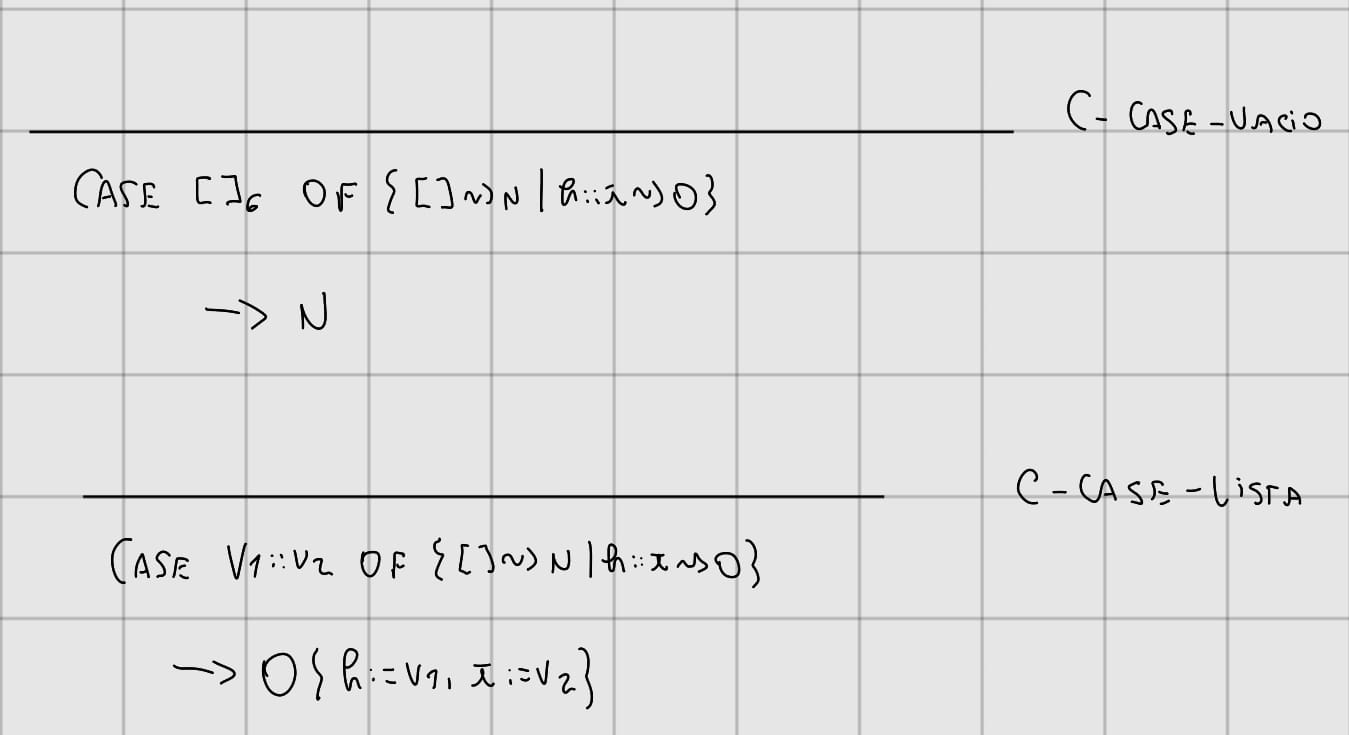 C- CASE-VACIO
CASE []σ OF {[]⇝N | h::x⇝O}
→ N
C-CASE-LISTA
CASE V1::V2 OF {[]⇝N | h::x⇝O}
→ O{h:=V1, x:=V2}